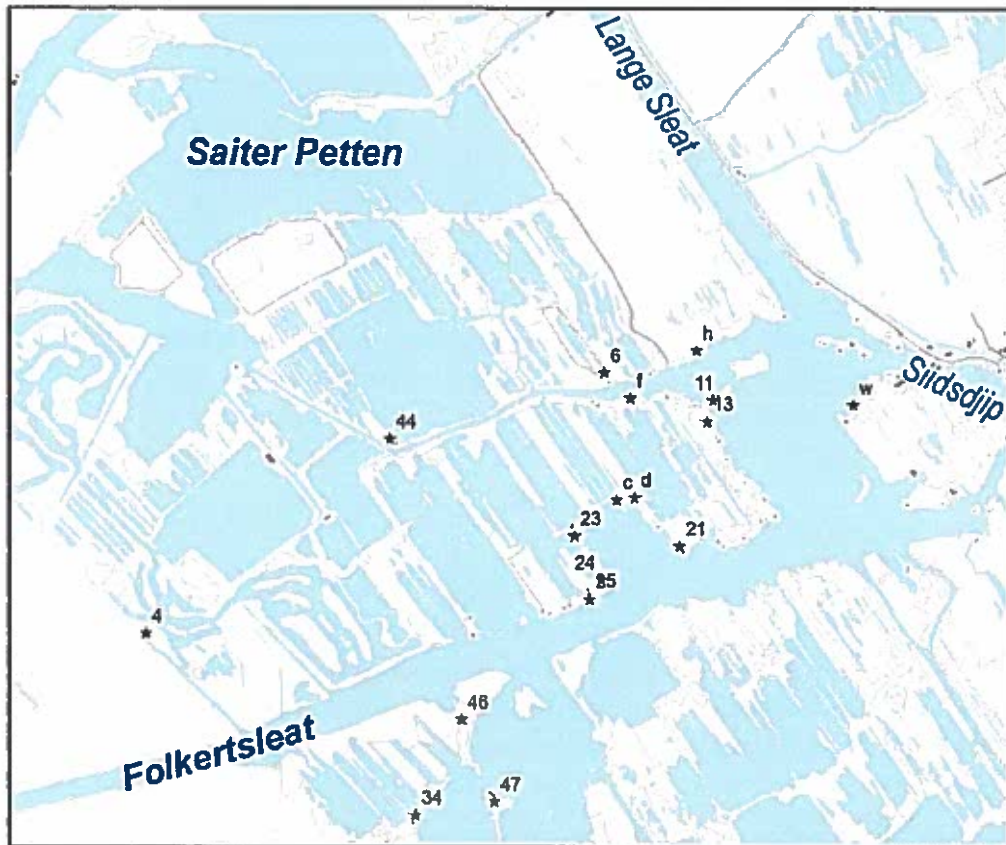 Lange Sleat
Saiter Petten
h
6
Siidsdjip
f
11
w
13
44
c
d
23
21
24
25
4
46
Folkertsleat
47
34